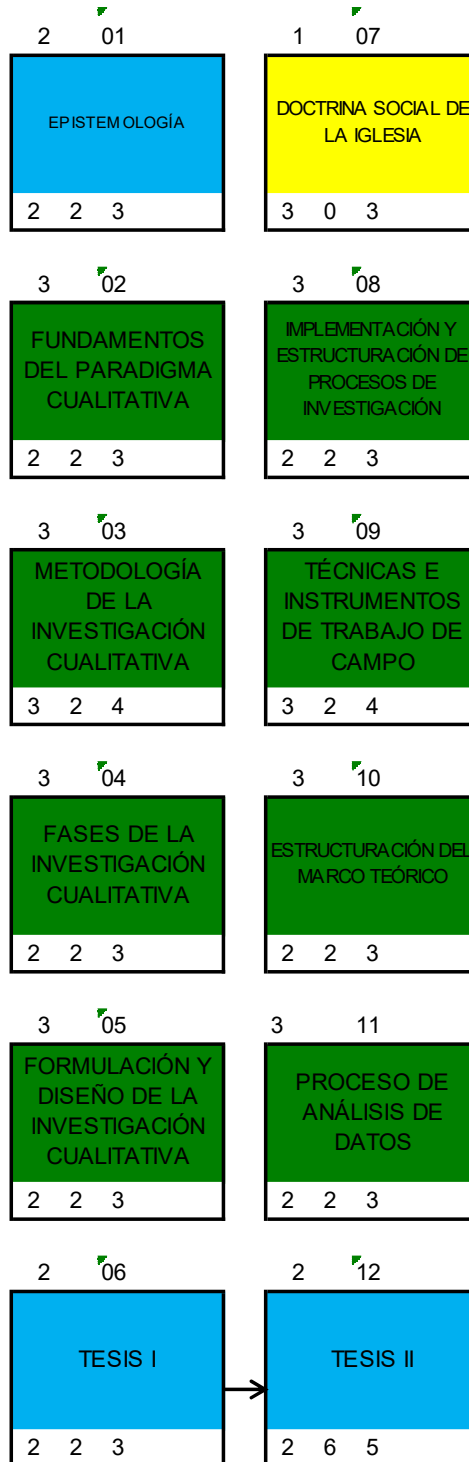 2 01
EPISTEMOLOGÍA
2 2 3
1 07
DOCTRINA SOCIAL DE
LA IGLESIA
3 0 3
3 02
FUNDAMENTOS
DEL PARADIGMA
CUALITATIVA
2 2 3
3 08
IMPLEMENTACIÓN Y
ESTRUCTURACIÓN DE
PROCESOS DE
INVESTIGACIÓN
2 2 3
3 03
METODOLOGÍA
DE LA
INVESTIGACIÓN
CUALITATIVA
3 2 4
3 09
TÉCNICAS E
INSTRUMENTOS
DE TRABAJO DE
CAMPO
3 2 4
3 04
FASES DE LA
INVESTIGACIÓN
CUALITATIVA
2 2 3
3 10
ESTRUCTURACIÓN DEL
MARCO TEÓRICO
2 2 3
3 05
FORMULACIÓN Y
DISEÑO DE LA
INVESTIGACIÓN
CUALITATIVA
2 2 3
3 11
PROCESO DE
ANÁLISIS DE
DATOS
2 2 3
2 06
TESIS I
2 2 3
2 12
TESIS II
2 6 5